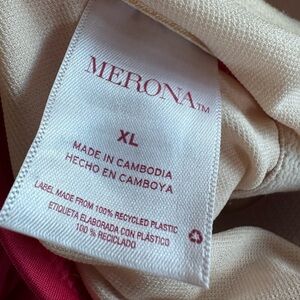 MERONA™
XL
MADE IN CAMBODIA
HECHO EN CAMBOYA
LABEL MADE FROM 100% RECYCLED PLASTIC
ETIQUETA ELABORADA CON PLÁSTICO
100 % RECICLADO